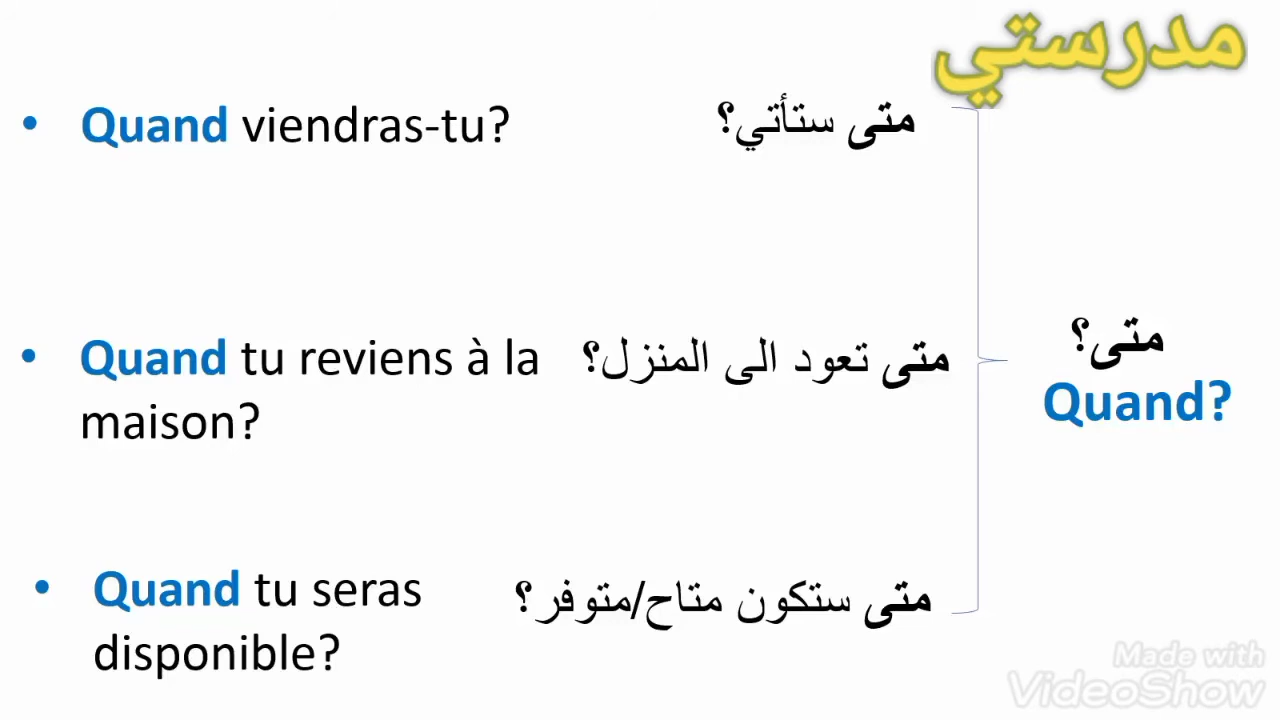 مدرستي
• Quand viendras-tu?
متى ستأتي؟
• Quand tu reviens à la
maison?
متى تعود الى المنزل؟
متى؟
Quand?
• Quand tu seras
disponible?
متى ستكون متاح/متوفر؟
Made with
VideoShow